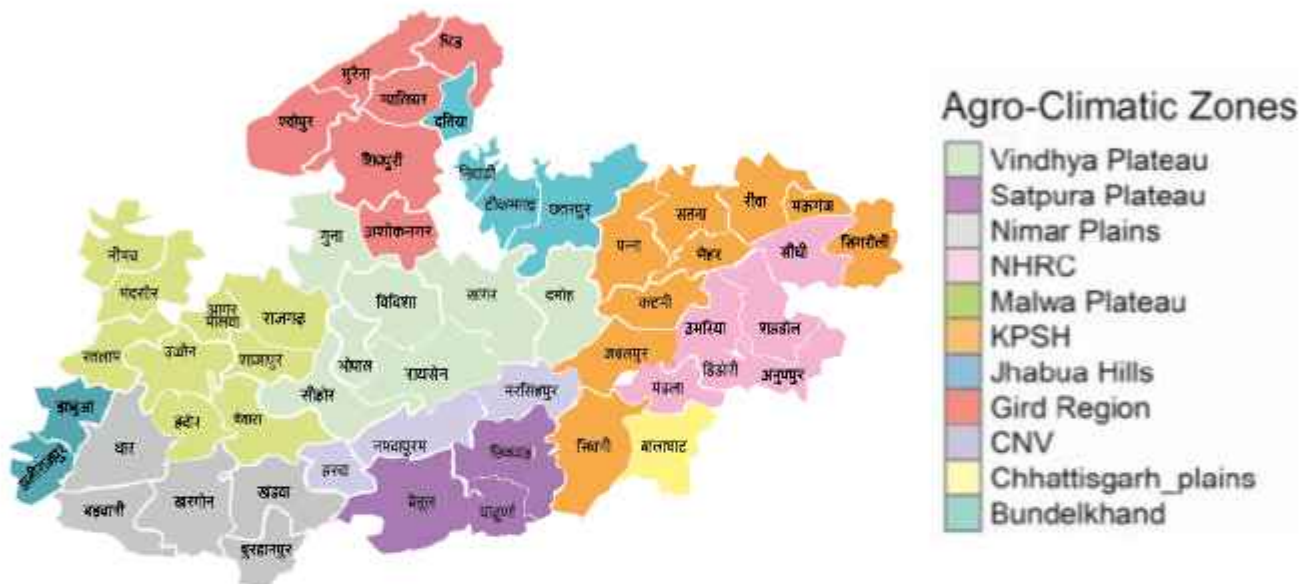 भिंड
मुरैना
ग्वालियर
श्योपुर
दतिया
शिवपुरी
निवाडी
टीकमगढ़
छतरपुर
रीवा
मऊगंज
सतना
गुना
अशोकनगर
पन्ना
मैहर
सीधी
सिंगरौली
नीमच
मंदसौर
आगर
मालवा
राजगढ़
विदिशा
सागर
दमोह
कटनी
उमरिया
शहडोल
रतलाम
उज्जैन
शाजापुर
भोपाल
रायसेन
जबलपुर
डिंडोरी
अनुपपुर
सीहोर
नरसिंहपुर
मंडला
झाबुआ
धार
इंदौर
देवास
नर्मदापुरम
सिवनी
बालाघाट
हरदा
बड़वानी
खरगोन
खंडवा
बैतूल
बुरहानपुर
Agro-Climatic Zones
Vindhya Plateau
Satpura Plateau
Nimar Plains
NHRC
Malwa Plateau
KPSH
Jhabua Hills
Gird Region
CNV
Chhattisgarh_plains
Bundelkhand